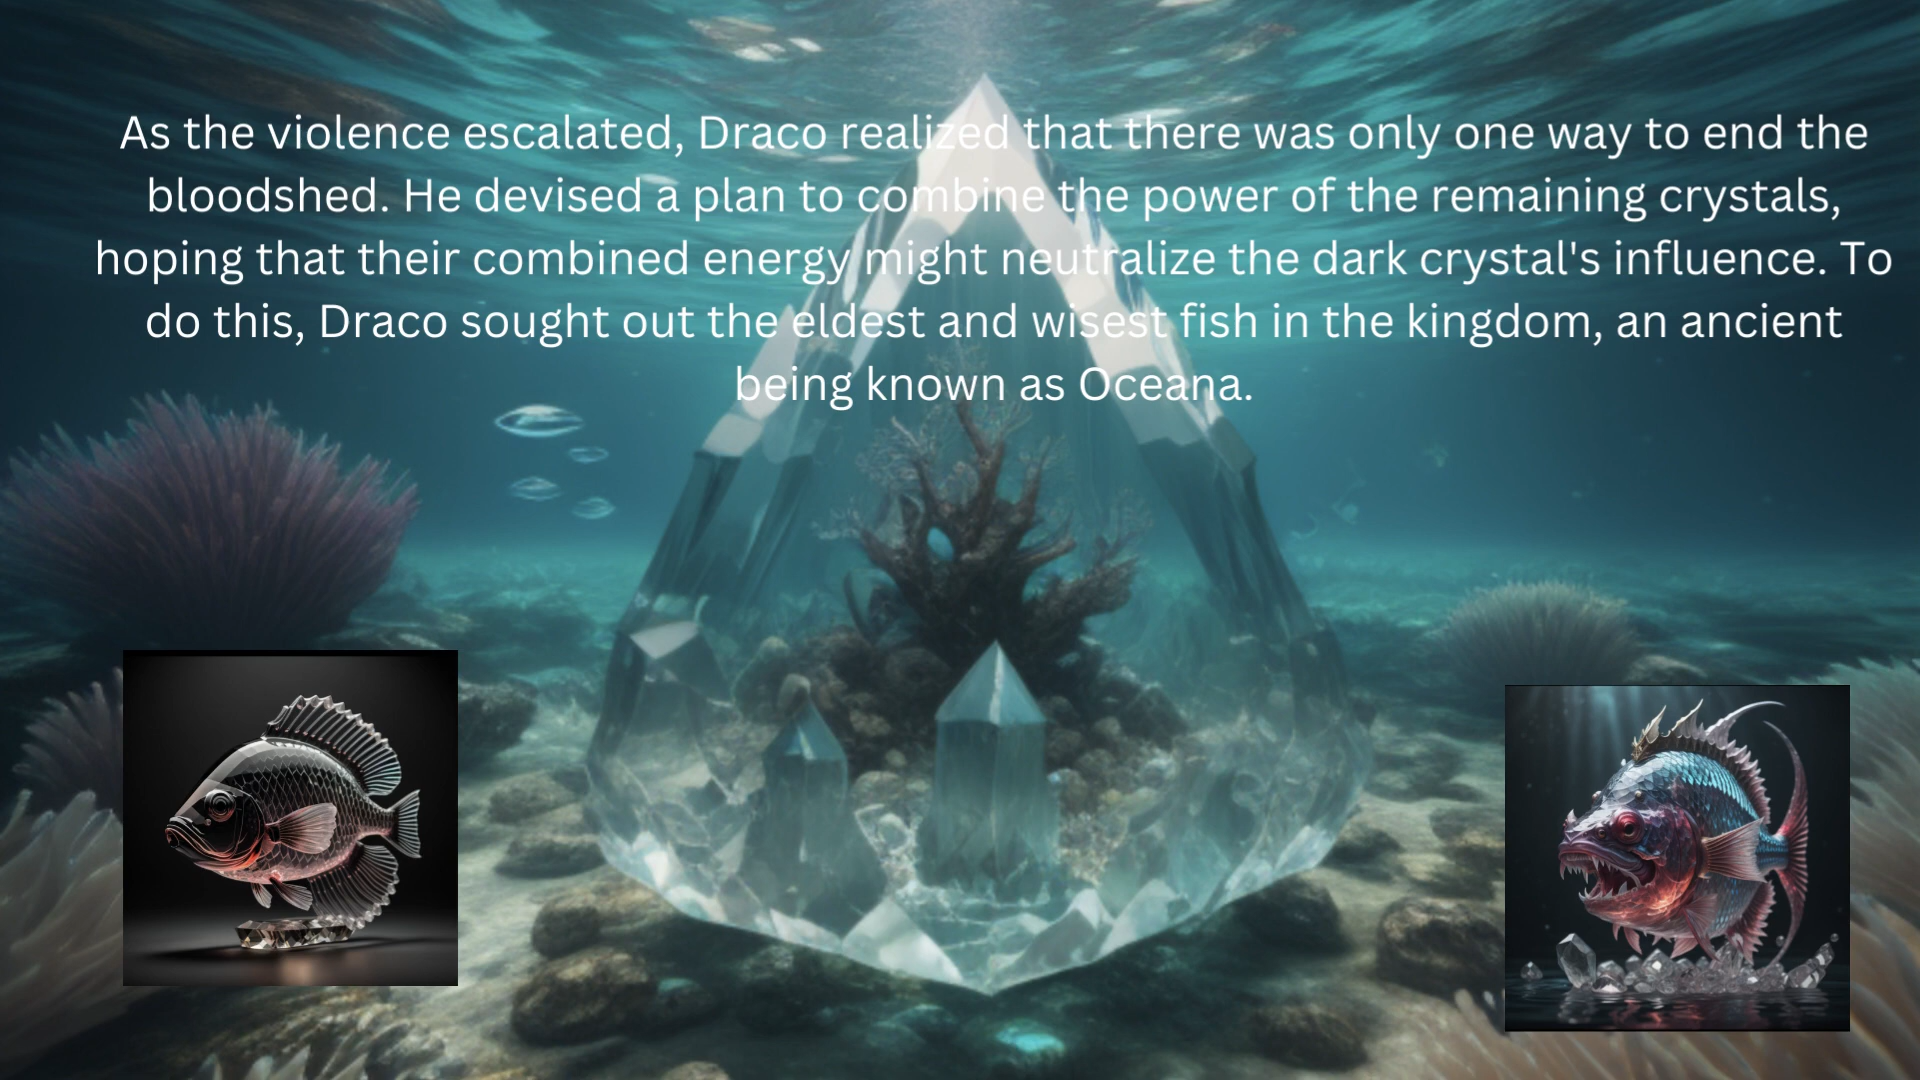 As the violence escalated, Draco realized that there was only one way to end the
bloodshed. He devised a plan to combine the power of the remaining crystals,
hoping that their combined energy might neutralize the dark crystal's influence. To
do this, Draco sought out the eldest and wisest fish in the kingdom, an ancient
being known as Oceana.